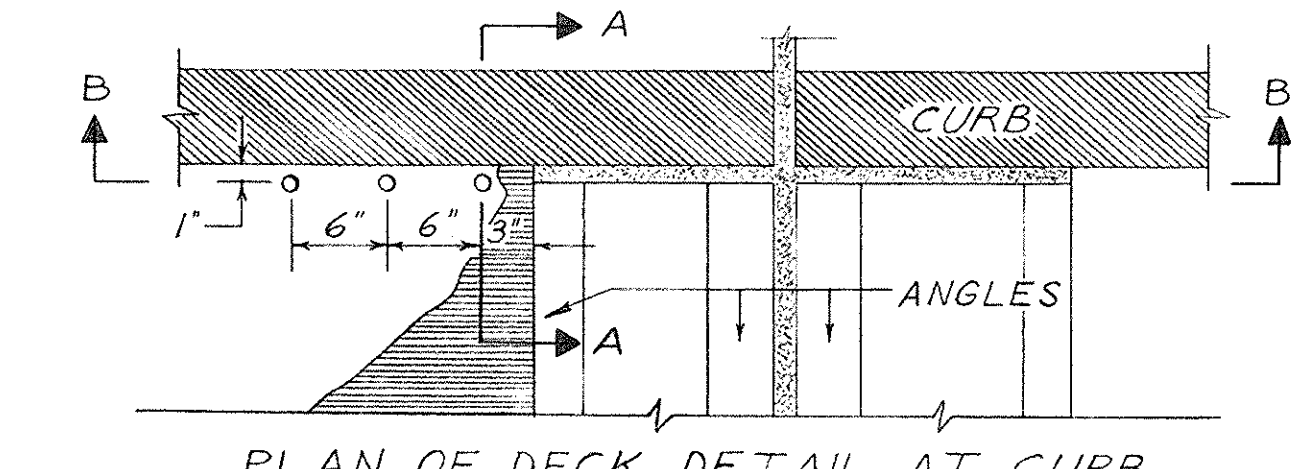 A
B
B
CURB
1"
6"
6"
3"
ANGLES
A
PLAN OF DECK DETAIL AT CURB